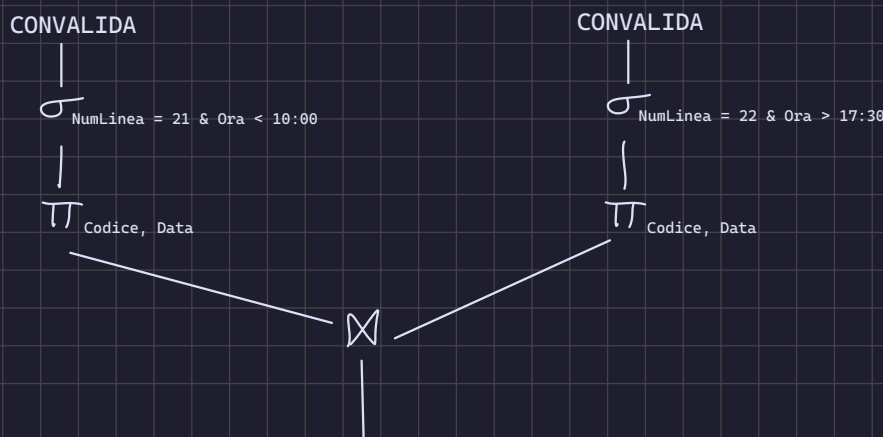 CONVALIDA
σ NumLinea = 21 & Ora < 10:00
π Codice, Data
CONVALIDA
σ NumLinea = 22 & Ora > 17:30
π Codice, Data
⋈